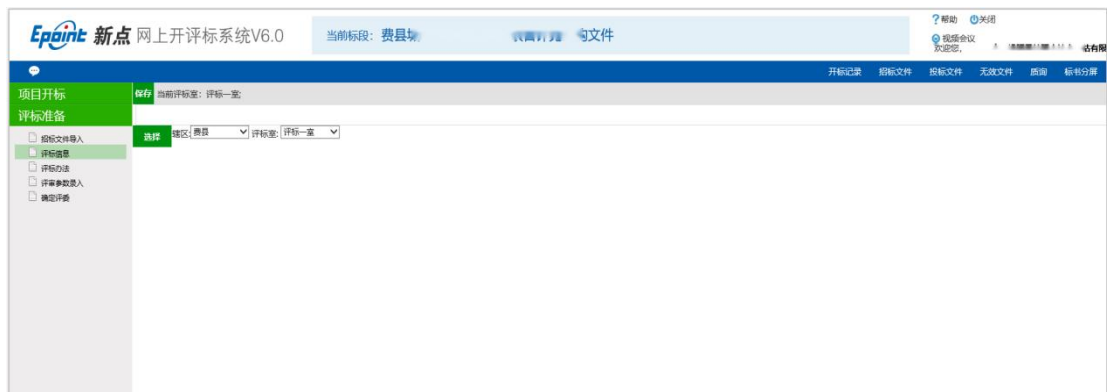 Epoint 新点 网上开评标系统V6.0
当前标段：费县
文件
帮助 关闭
视频会议
欢迎您，
有限
开标记录 招标文件 投标文件 无效文件 质询 标书分屏
项目开标
保存 当前评标室：评标一室;
评标准备
选择 辖区: 费县 评标室: 评标一室
招标文件导入
评标信息
评标办法
评审参数录入
确定评委